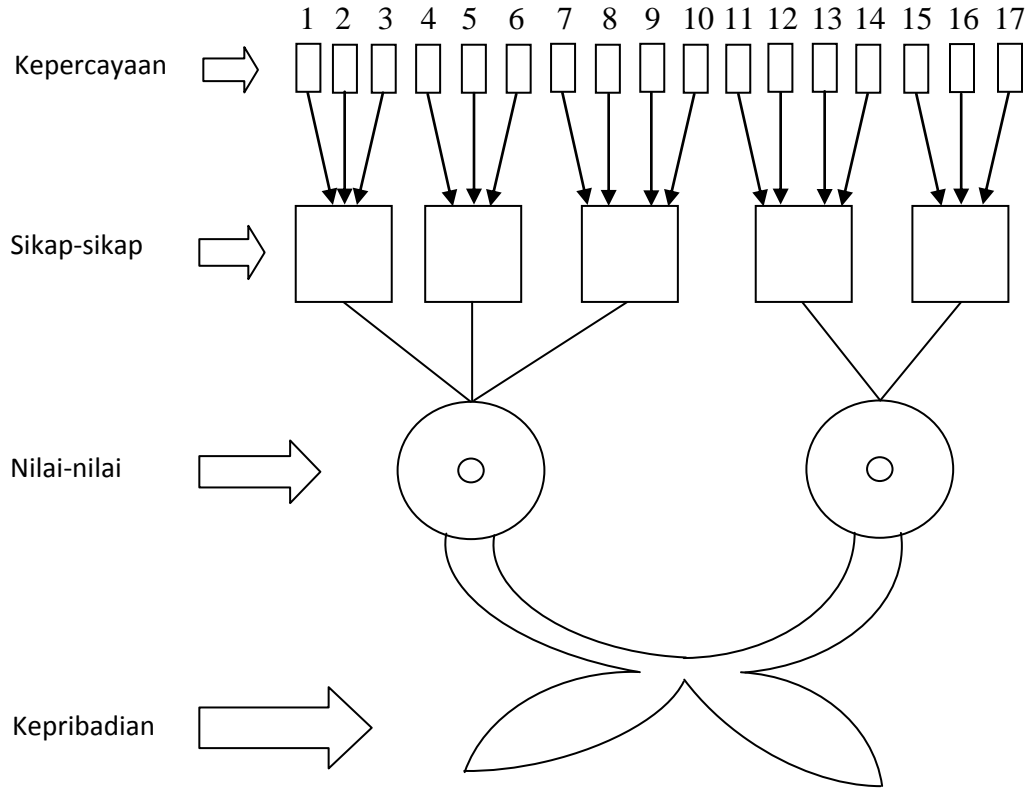 1 2 3 4 5 6 7 8 9 10 11 12 13 14 15 16 17
Kepercayaan
Sikap-sikap
Nilai-nilai
Kepribadian